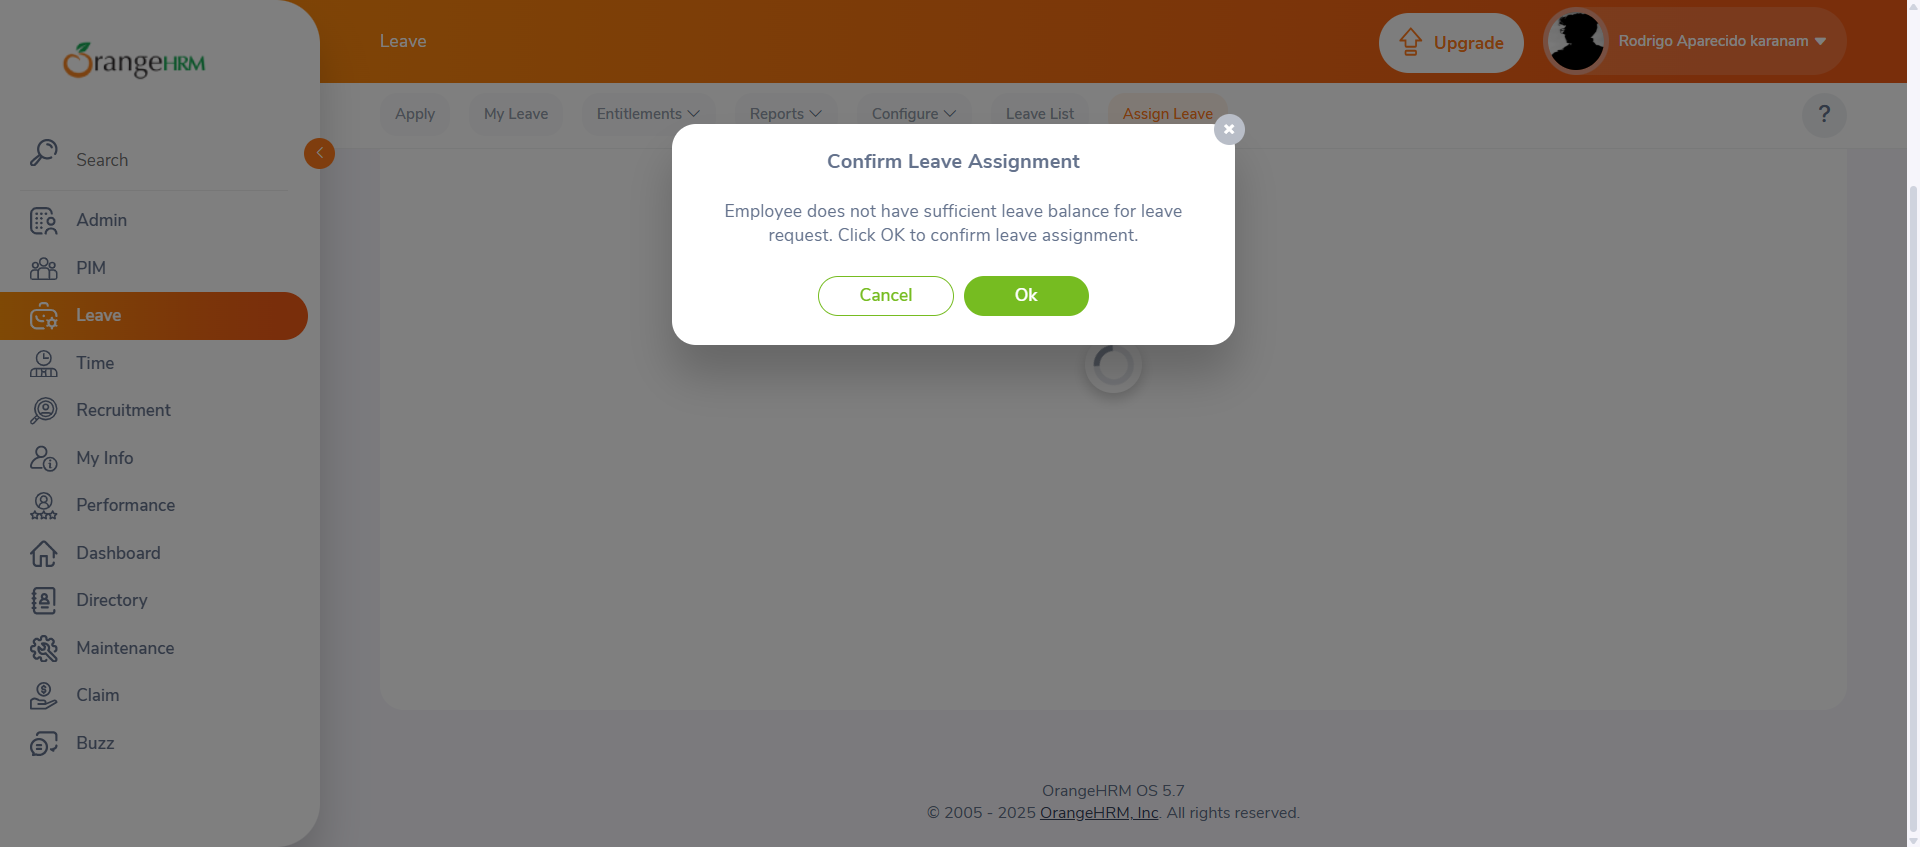 OrangeHRM
Leave
Upgrade
Rodrigo Aparecido karanam
Apply
My Leave
Entitlements
Reports
Configure
Leave List
Assign Leave
?
Search
Admin
PIM
Leave
Time
Recruitment
My Info
Performance
Dashboard
Directory
Maintenance
Claim
Buzz
Confirm Leave Assignment
Employee does not have sufficient leave balance for leave
request. Click OK to confirm leave assignment.
Cancel
Ok
OrangeHRM OS 5.7
© 2005 - 2025 OrangeHRM, Inc. All rights reserved.